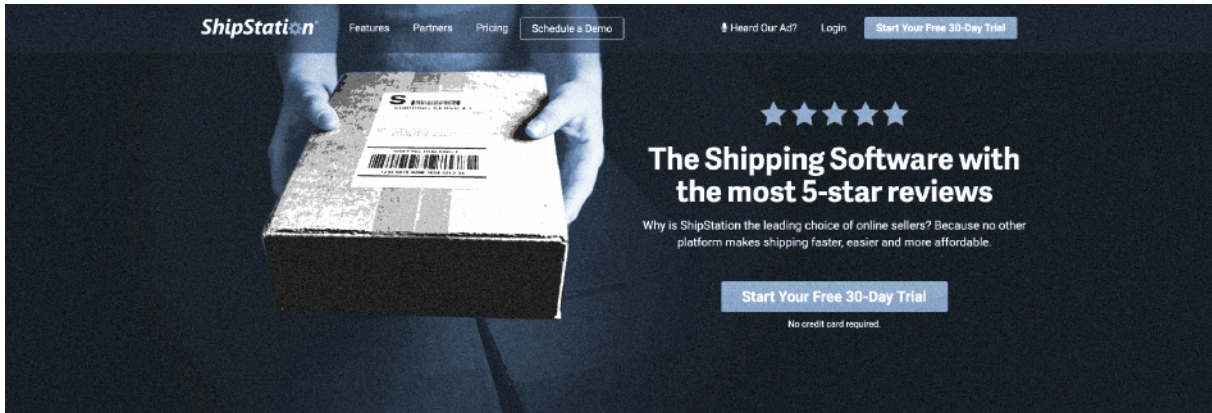 ShipStation
Features
Partners
Pricing
Schedule a Demo
Heard Our Ad?
Login
Start Your Free 30-Day Trial
S
The Shipping Software with
the most 5-star reviews
Why is ShipStation the leading choice of online sellers? Because no other
platform makes shipping faster, easier and more affordable.
Start Your Free 30-Day Trial
No credit card required.